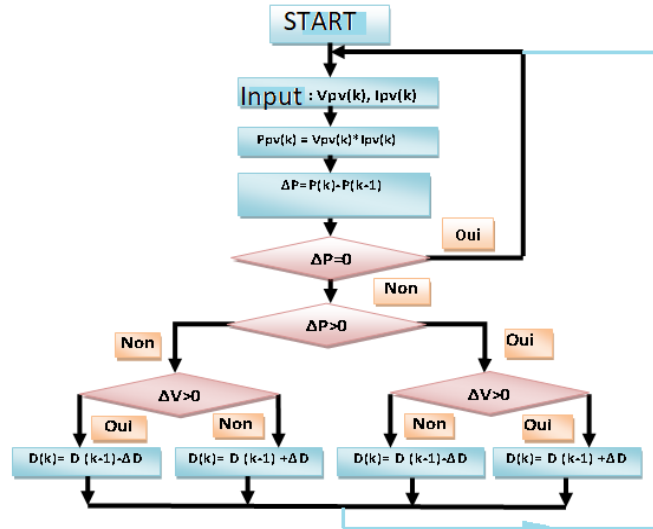 START
Input : Vpv(k), Ipv(k)
Ppv(k) = Vpv(k)*Ipv(k)
ΔP=P(k)-P(k-1)
Oui
ΔP=0
Non
ΔP>0
Non
Oui
ΔV>0
ΔV>0
Oui
Non
Non
Oui
D(k)= D (k-1)-ΔD
D(k)= D (k-1) +ΔD
D(k)= D (k-1)-ΔD
D(k)= D (k-1) +ΔD